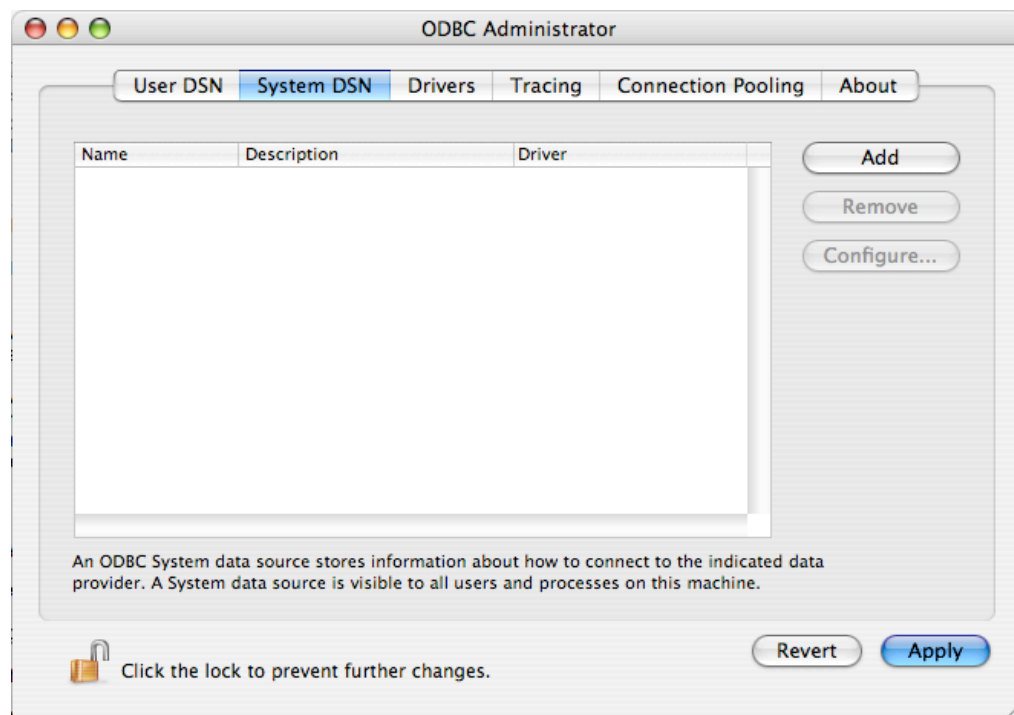 ODBC Administrator
User DSN System DSN Drivers Tracing Connection Pooling About
Name Description Driver
Add
Remove
Configure...
An ODBC System data source stores information about how to connect to the indicated data
provider. A System data source is visible to all users and processes on this machine.
Click the lock to prevent further changes.
Revert Apply